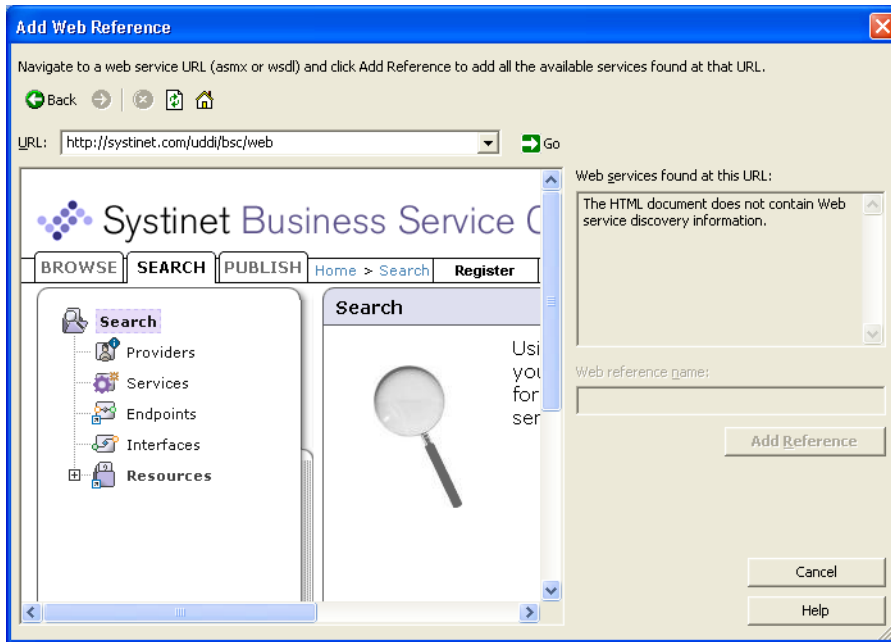 Add Web Reference
Navigate to a web service URL (asmx or wsdl) and click Add Reference to add all the available services found at that URL.
Back
URL: http://systinet.com/uddi/bsc/web Go
Systinet Business Service C
BROWSE SEARCH PUBLISH Home > Search Register
Search
Providers
Services
Endpoints
Interfaces
Resources
Search
Usi
you
for
ser
Web services found at this URL:
The HTML document does not contain Web
service discovery information.
Web reference name:
Add Reference
Cancel
Help